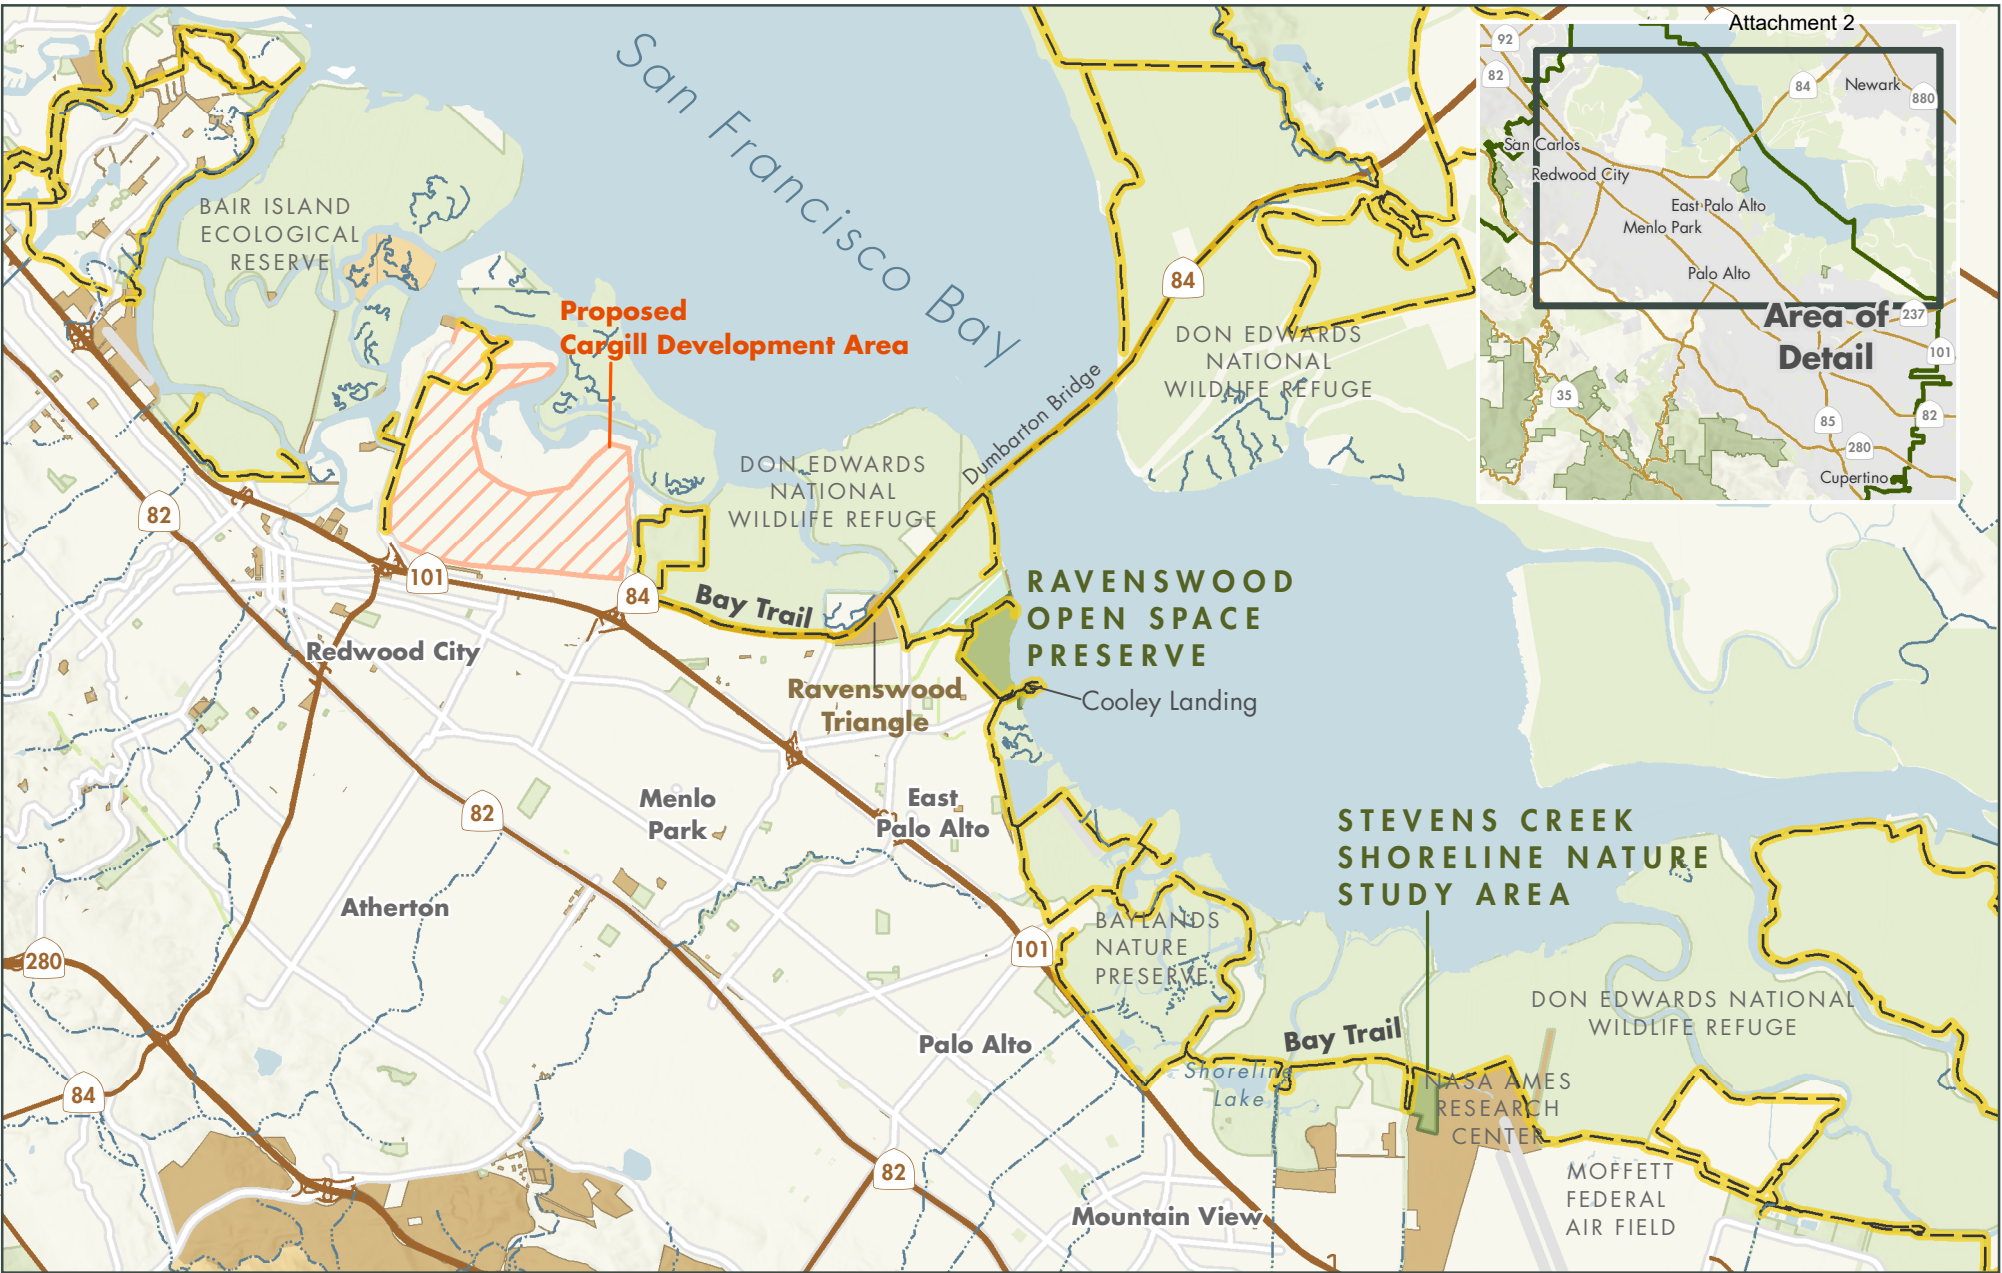 Attachment 2
92
82
84
Newark
880
San Carlos
Redwood City
East Palo Alto
Menlo Park
Palo Alto
Area of
Detail
237
101
35
85
82
280
Cupertino
San Francisco Bay
BAIR ISLAND
ECOLOGICAL
RESERVE
Proposed
Cargill Development Area
84
DON EDWARDS
NATIONAL
WILDLIFE REFUGE
Dumbarton Bridge
DON EDWARDS
NATIONAL
WILDLIFE REFUGE
82
101
84
Bay Trail
RAVENSWOOD
OPEN SPACE
PRESERVE
Redwood City
Ravenswood
Triangle
Cooley Landing
82
Menlo
Park
East
Palo Alto
STEVENS CREEK
SHORELINE NATURE
STUDY AREA
Atherton
280
101
BAYLANDS
NATURE
PRESERVE
DON EDWARDS NATIONAL
WILDLIFE REFUGE
Palo Alto
Bay Trail
Shoreline
Lake
84
NASA AMES
RESEARCH
CENTER
82
MOFFETT
FEDERAL
AIR FIELD
Mountain View